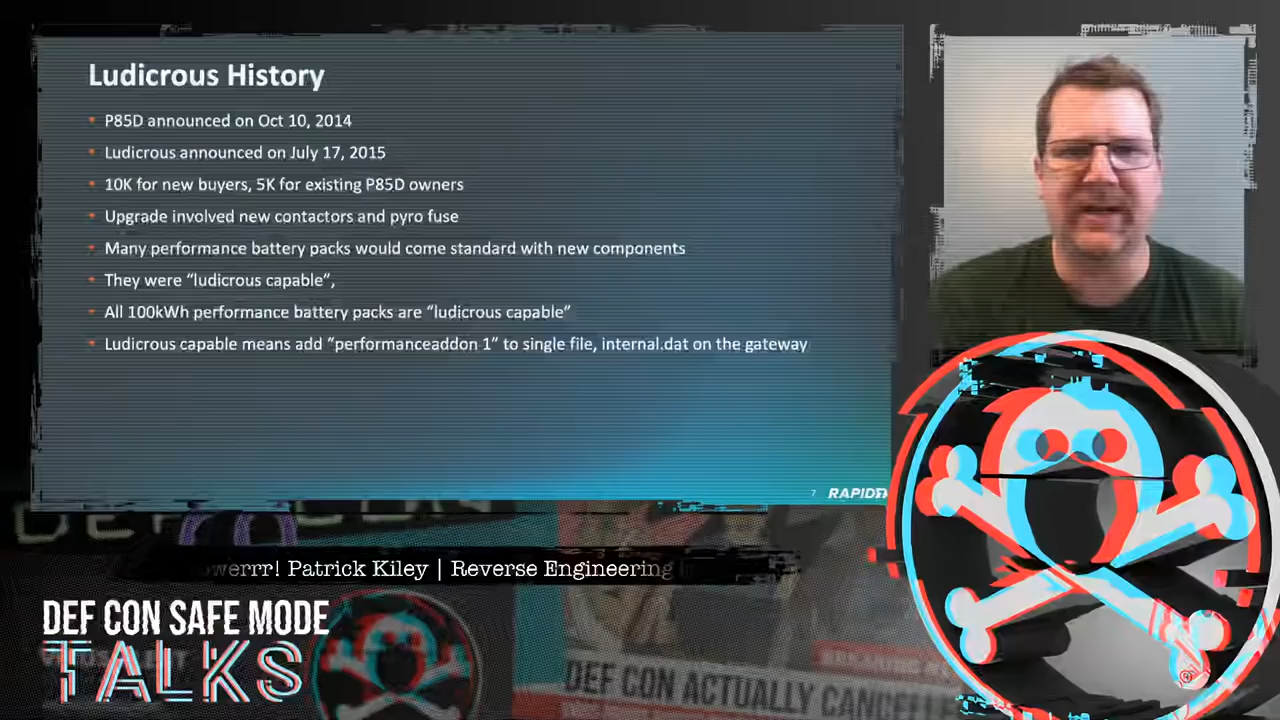 Ludicrous History
P85D announced on Oct 10, 2014
Ludicrous announced on July 17, 2015
10K for new buyers, 5K for existing P85D owners
Upgrade involved new contactors and pyro fuse
Many performance battery packs would come standard with new components
They were “ludicrous capable”,
All 100kWh performance battery packs are “ludicrous capable”
Ludicrous capable means add “performanceaddon 1” to single file, internal.dat on the gateway
7
werrr! Patrick Kiley | Reverse Engineering
DEF CON SAFE MODE
TALKS
DEF CON
DEF CON ACTUALLY CANCELLE